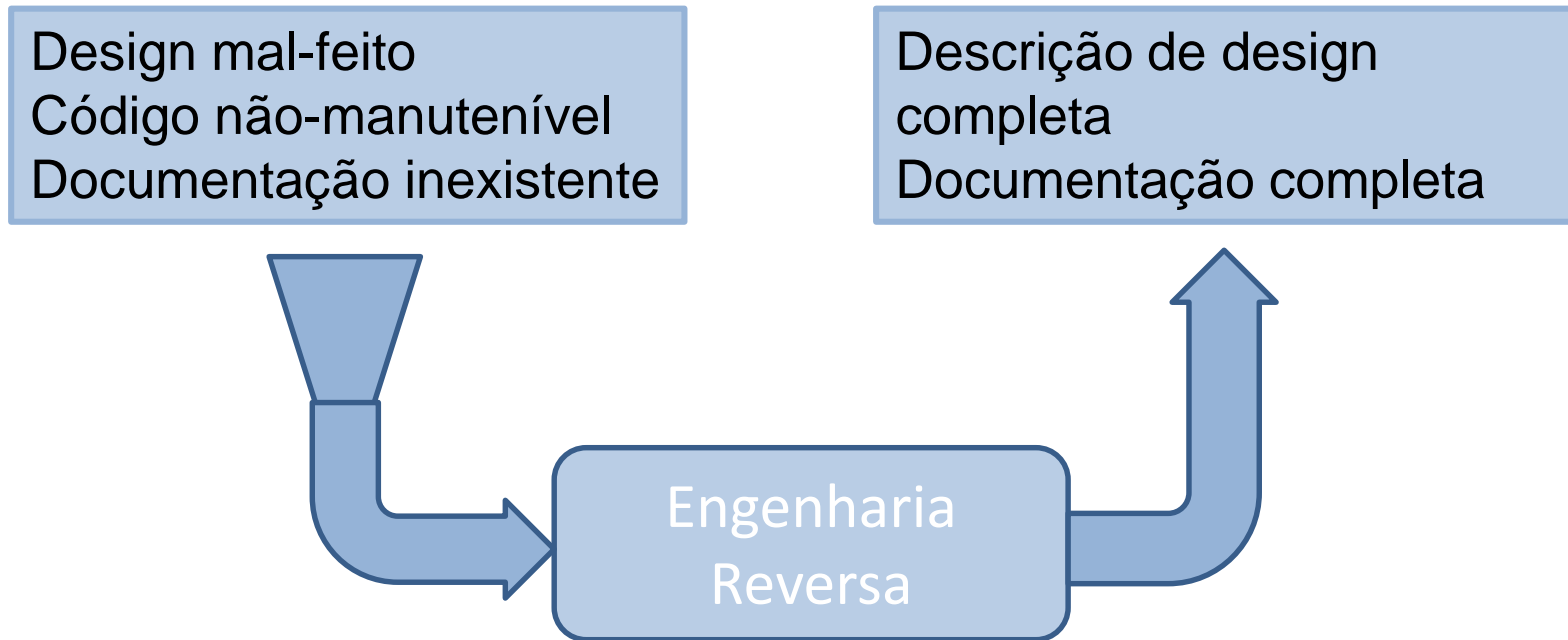 Design mal-feito
Código não-manutenível
Documentação inexistente
Descrição de design
completa
Documentação completa
Engenharia
Reversa